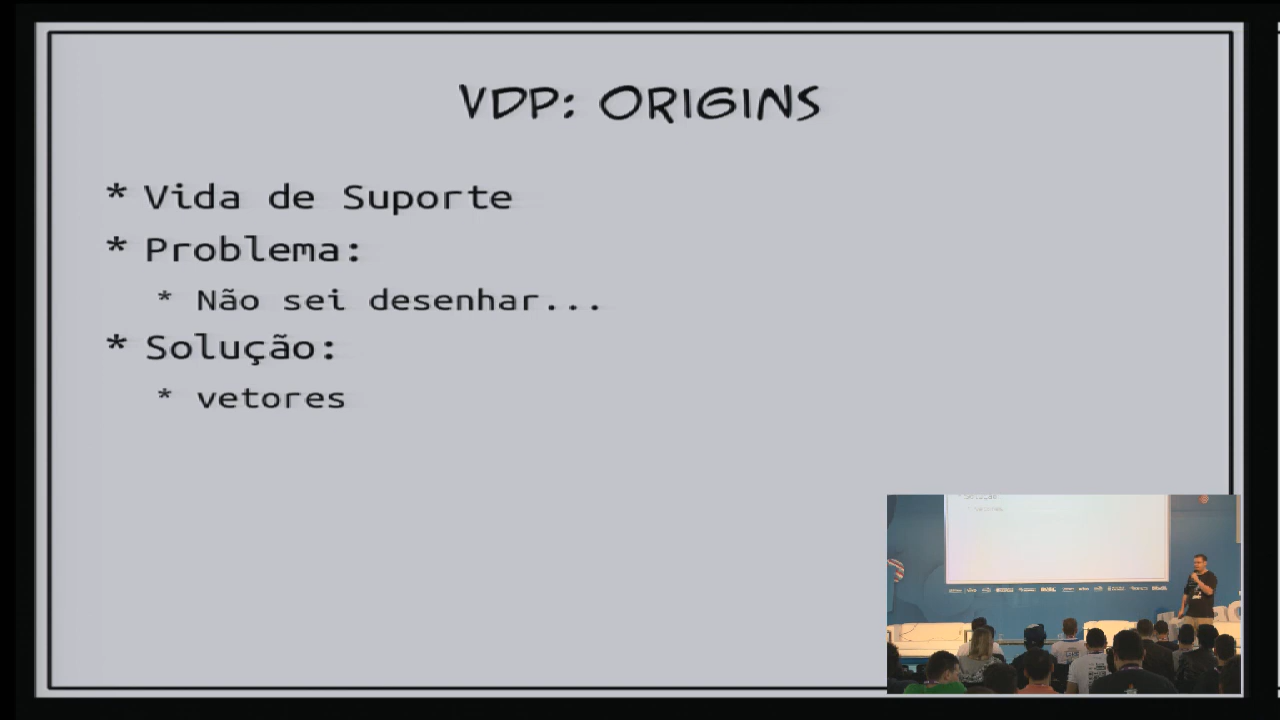 VDP: ORIGINS
* Vida de Suporte
* Problema:
* Não sei desenhar...
* Solução:
* vetores